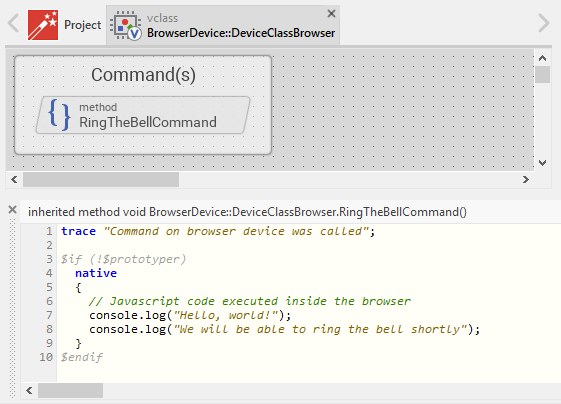 Project
vclass
BrowserDevice::DeviceClassBrowser
Command(s)
{ }
method
RingTheBellCommand
inherited method void BrowserDevice::DeviceClassBrowser.RingTheBellCommand()
1 trace "Command on browser device was called";
2
3 $if (!$prototyper)
4 native
5 {
6 // Javascript code executed inside the browser
7 console.log("Hello, world!");
8 console.log("We will be able to ring the bell shortly");
9 }
10 $endif